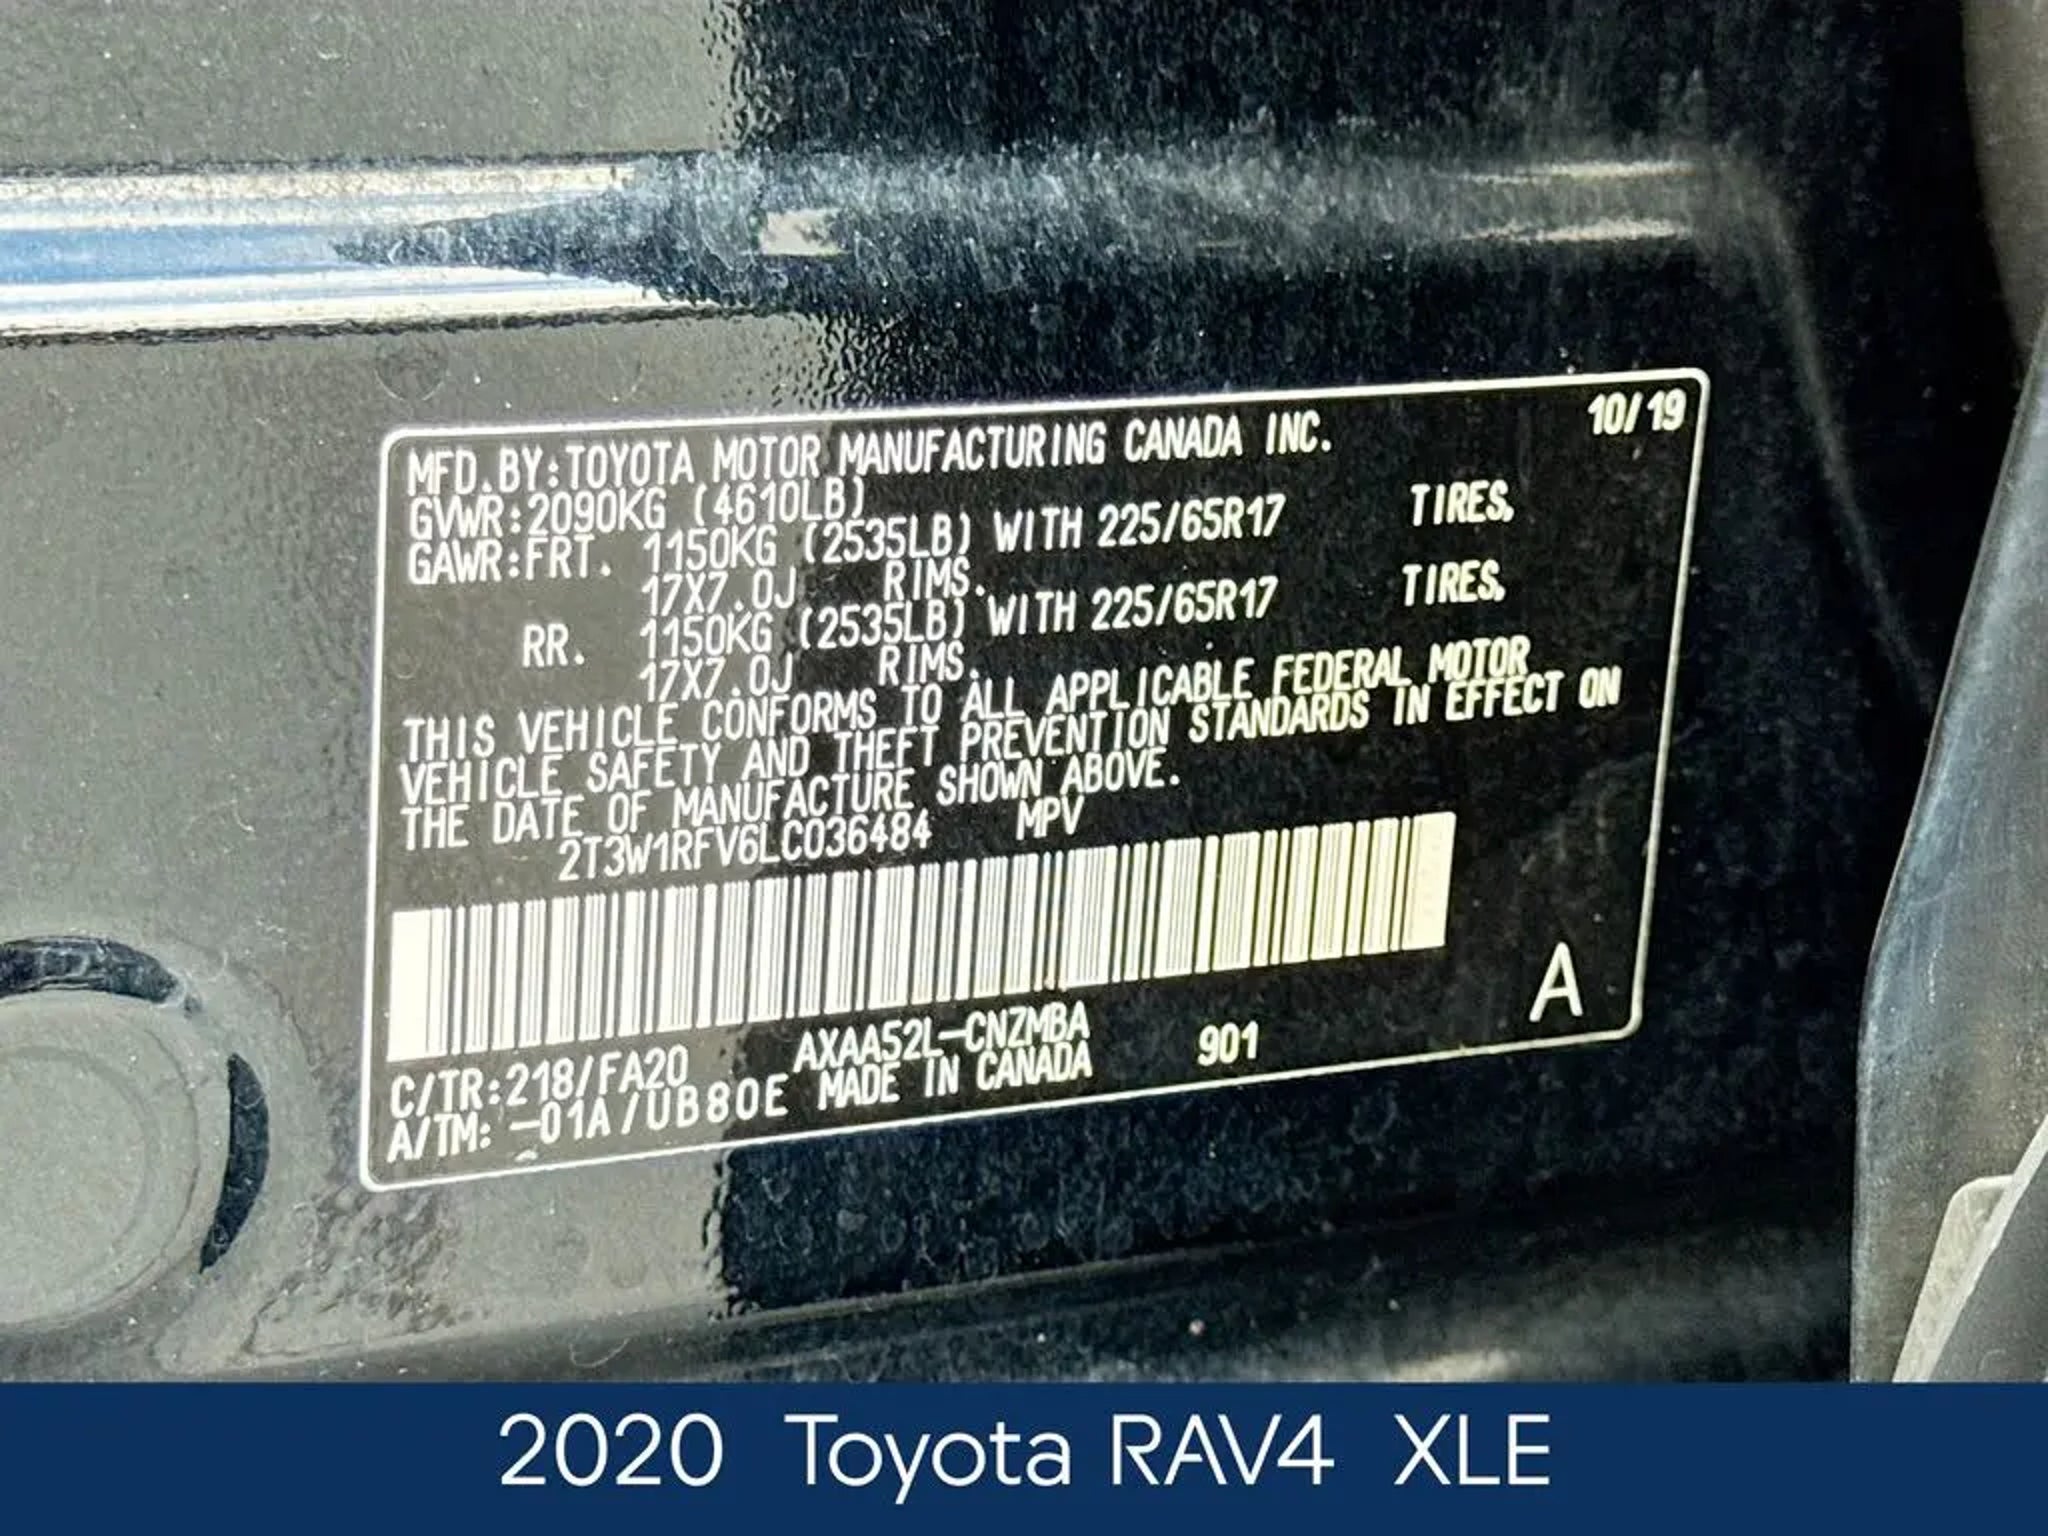 MFD. BY: TOYOTA MOTOR MANUFACTURING CANADA INC. 10/19
GVWR: 2090KG (4610LB)
GAWR: FRT. 1150KG (2535LB) WITH 225/65R17 TIRES,
17X7.0J RIMS.
RR. 1150KG (2535LB) WITH 225/65R17 TIRES,
17X7.0J RIMS.
THIS VEHICLE CONFORMS TO ALL APPLICABLE FEDERAL MOTOR
VEHICLE SAFETY AND THEFT PREVENTION STANDARDS IN EFFECT ON
THE DATE OF MANUFACTURE SHOWN ABOVE.
2T3W1RFV6LC036484 MPV
A
C/TR: 218/FA20 AXAA52L-CNZMBA 901
A/TM: -01A/UB80E MADE IN CANADA
2020 Toyota RAV4 XLE